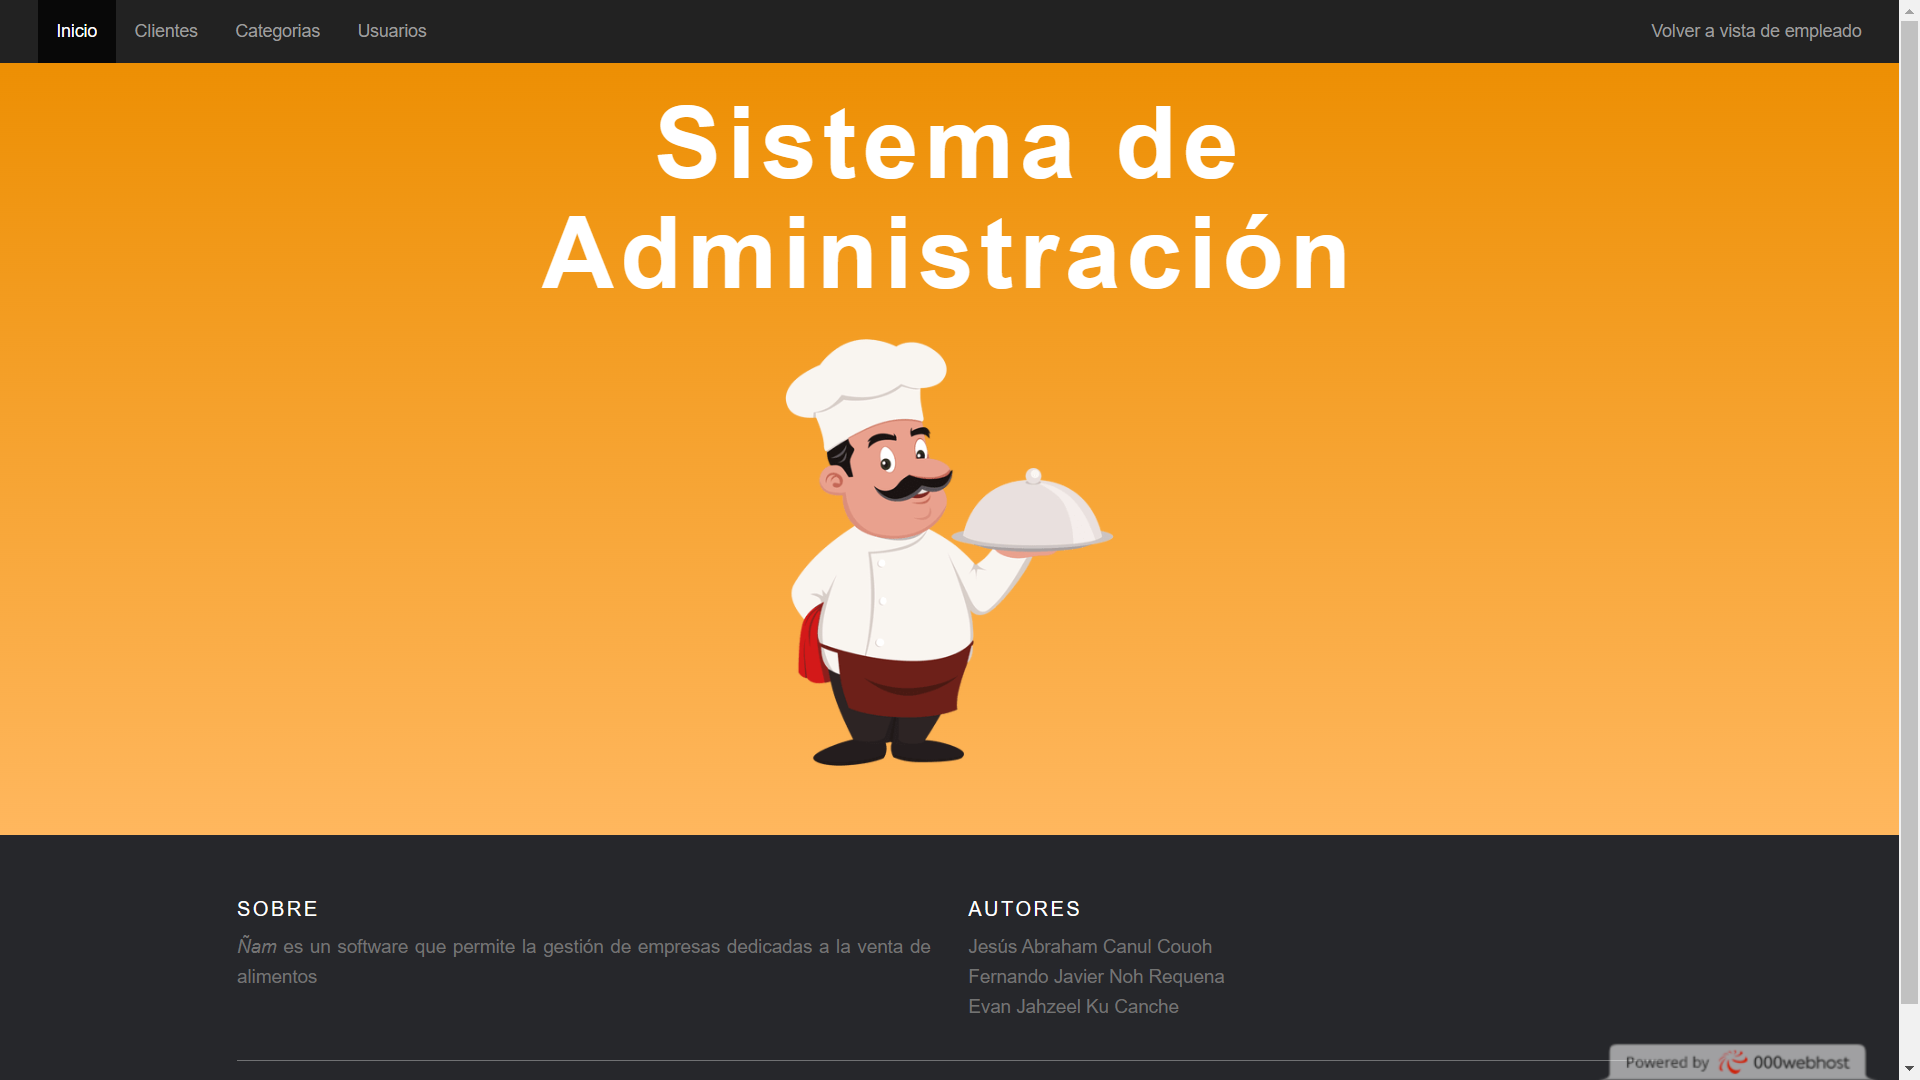 Inicio Clientes Categorias Usuarios Volver a vista de empleado
Sistema de
Administración
SOBRE
Ñam es un software que permite la gestión de empresas dedicadas a la venta de
alimentos
AUTORES
Jesús Abraham Canul Couoh
Fernando Javier Noh Requena
Evan Jahzeel Ku Canche
Powered by 000webhost